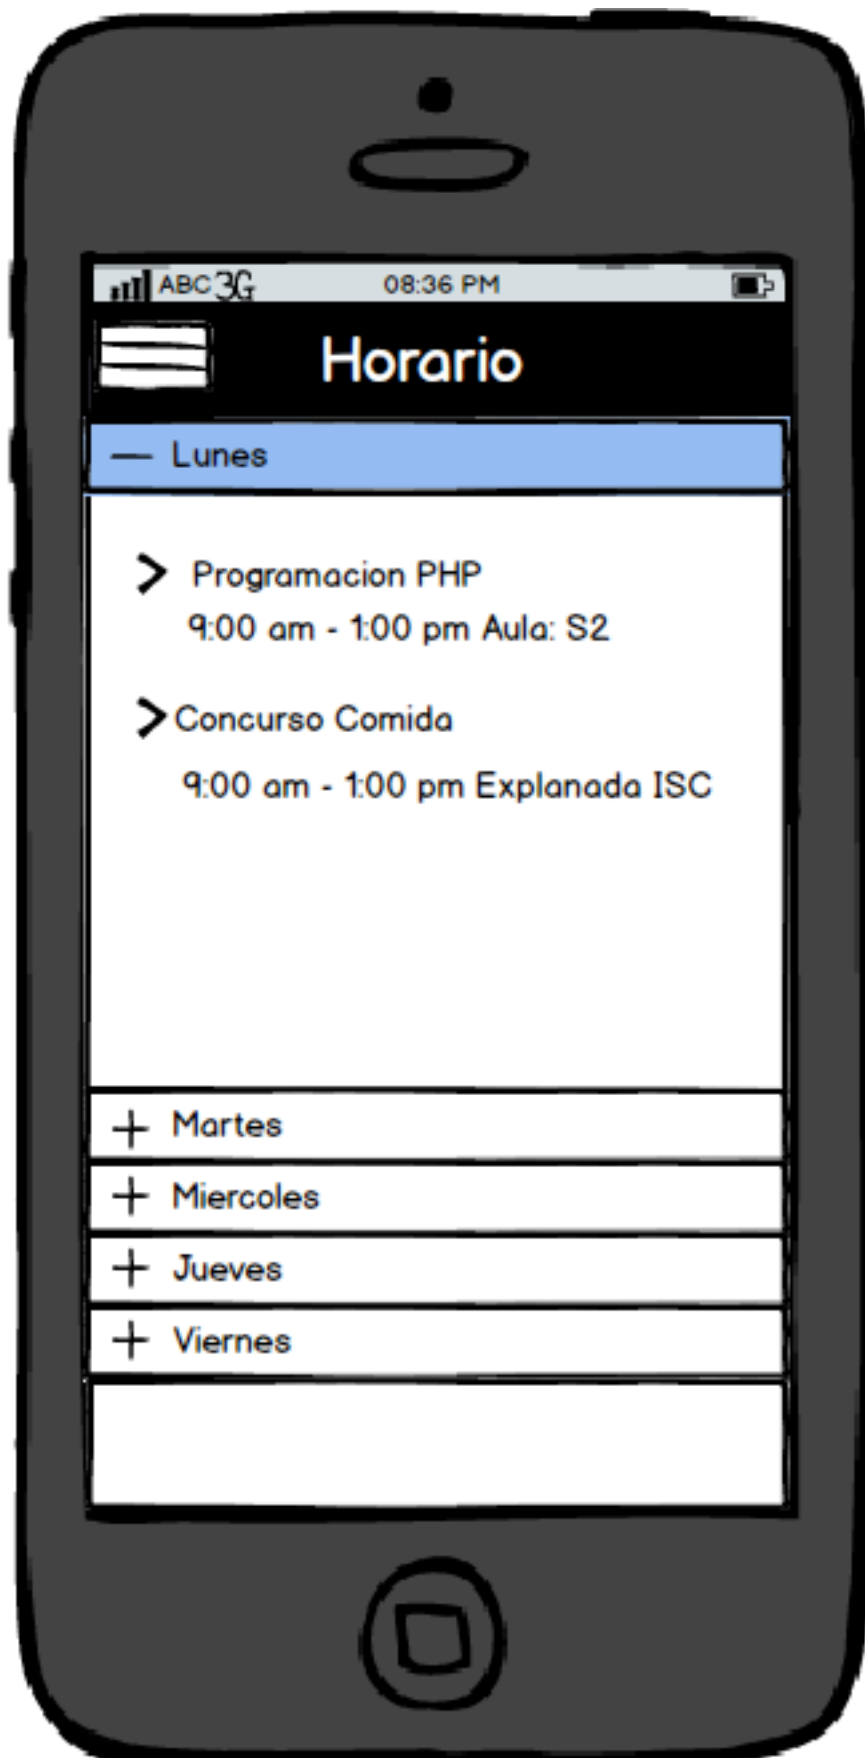 ABC 3G 08:36 PM
Horario
Lunes
Programacion PHP
9:00 am - 1:00 pm Aula: S2
Concurso Comida
9:00 am - 1:00 pm Explanada ISC
Martes
Miercoles
Jueves
Viernes